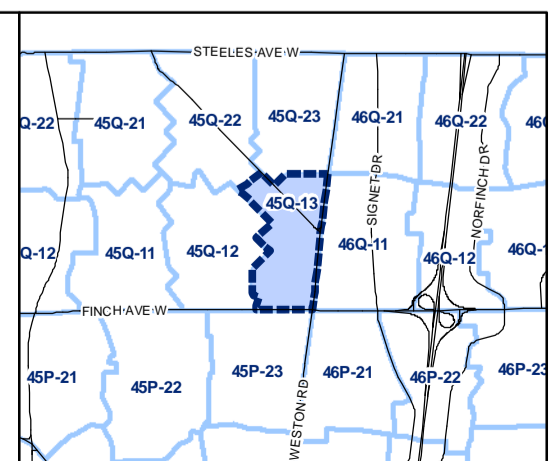 STEELES AVE W
Q-22
45Q-21
45Q-22
45Q-23
46Q-21
46Q-22
46Q
SIGNET DR
NORFINCH DR
45Q-13
Q-12
45Q-11
45Q-12
46Q-11
46Q-12
46Q-1
FINCH AVE W
45P-21
45P-22
45P-23
46P-21
46P-22
46P-23
WESTON RD